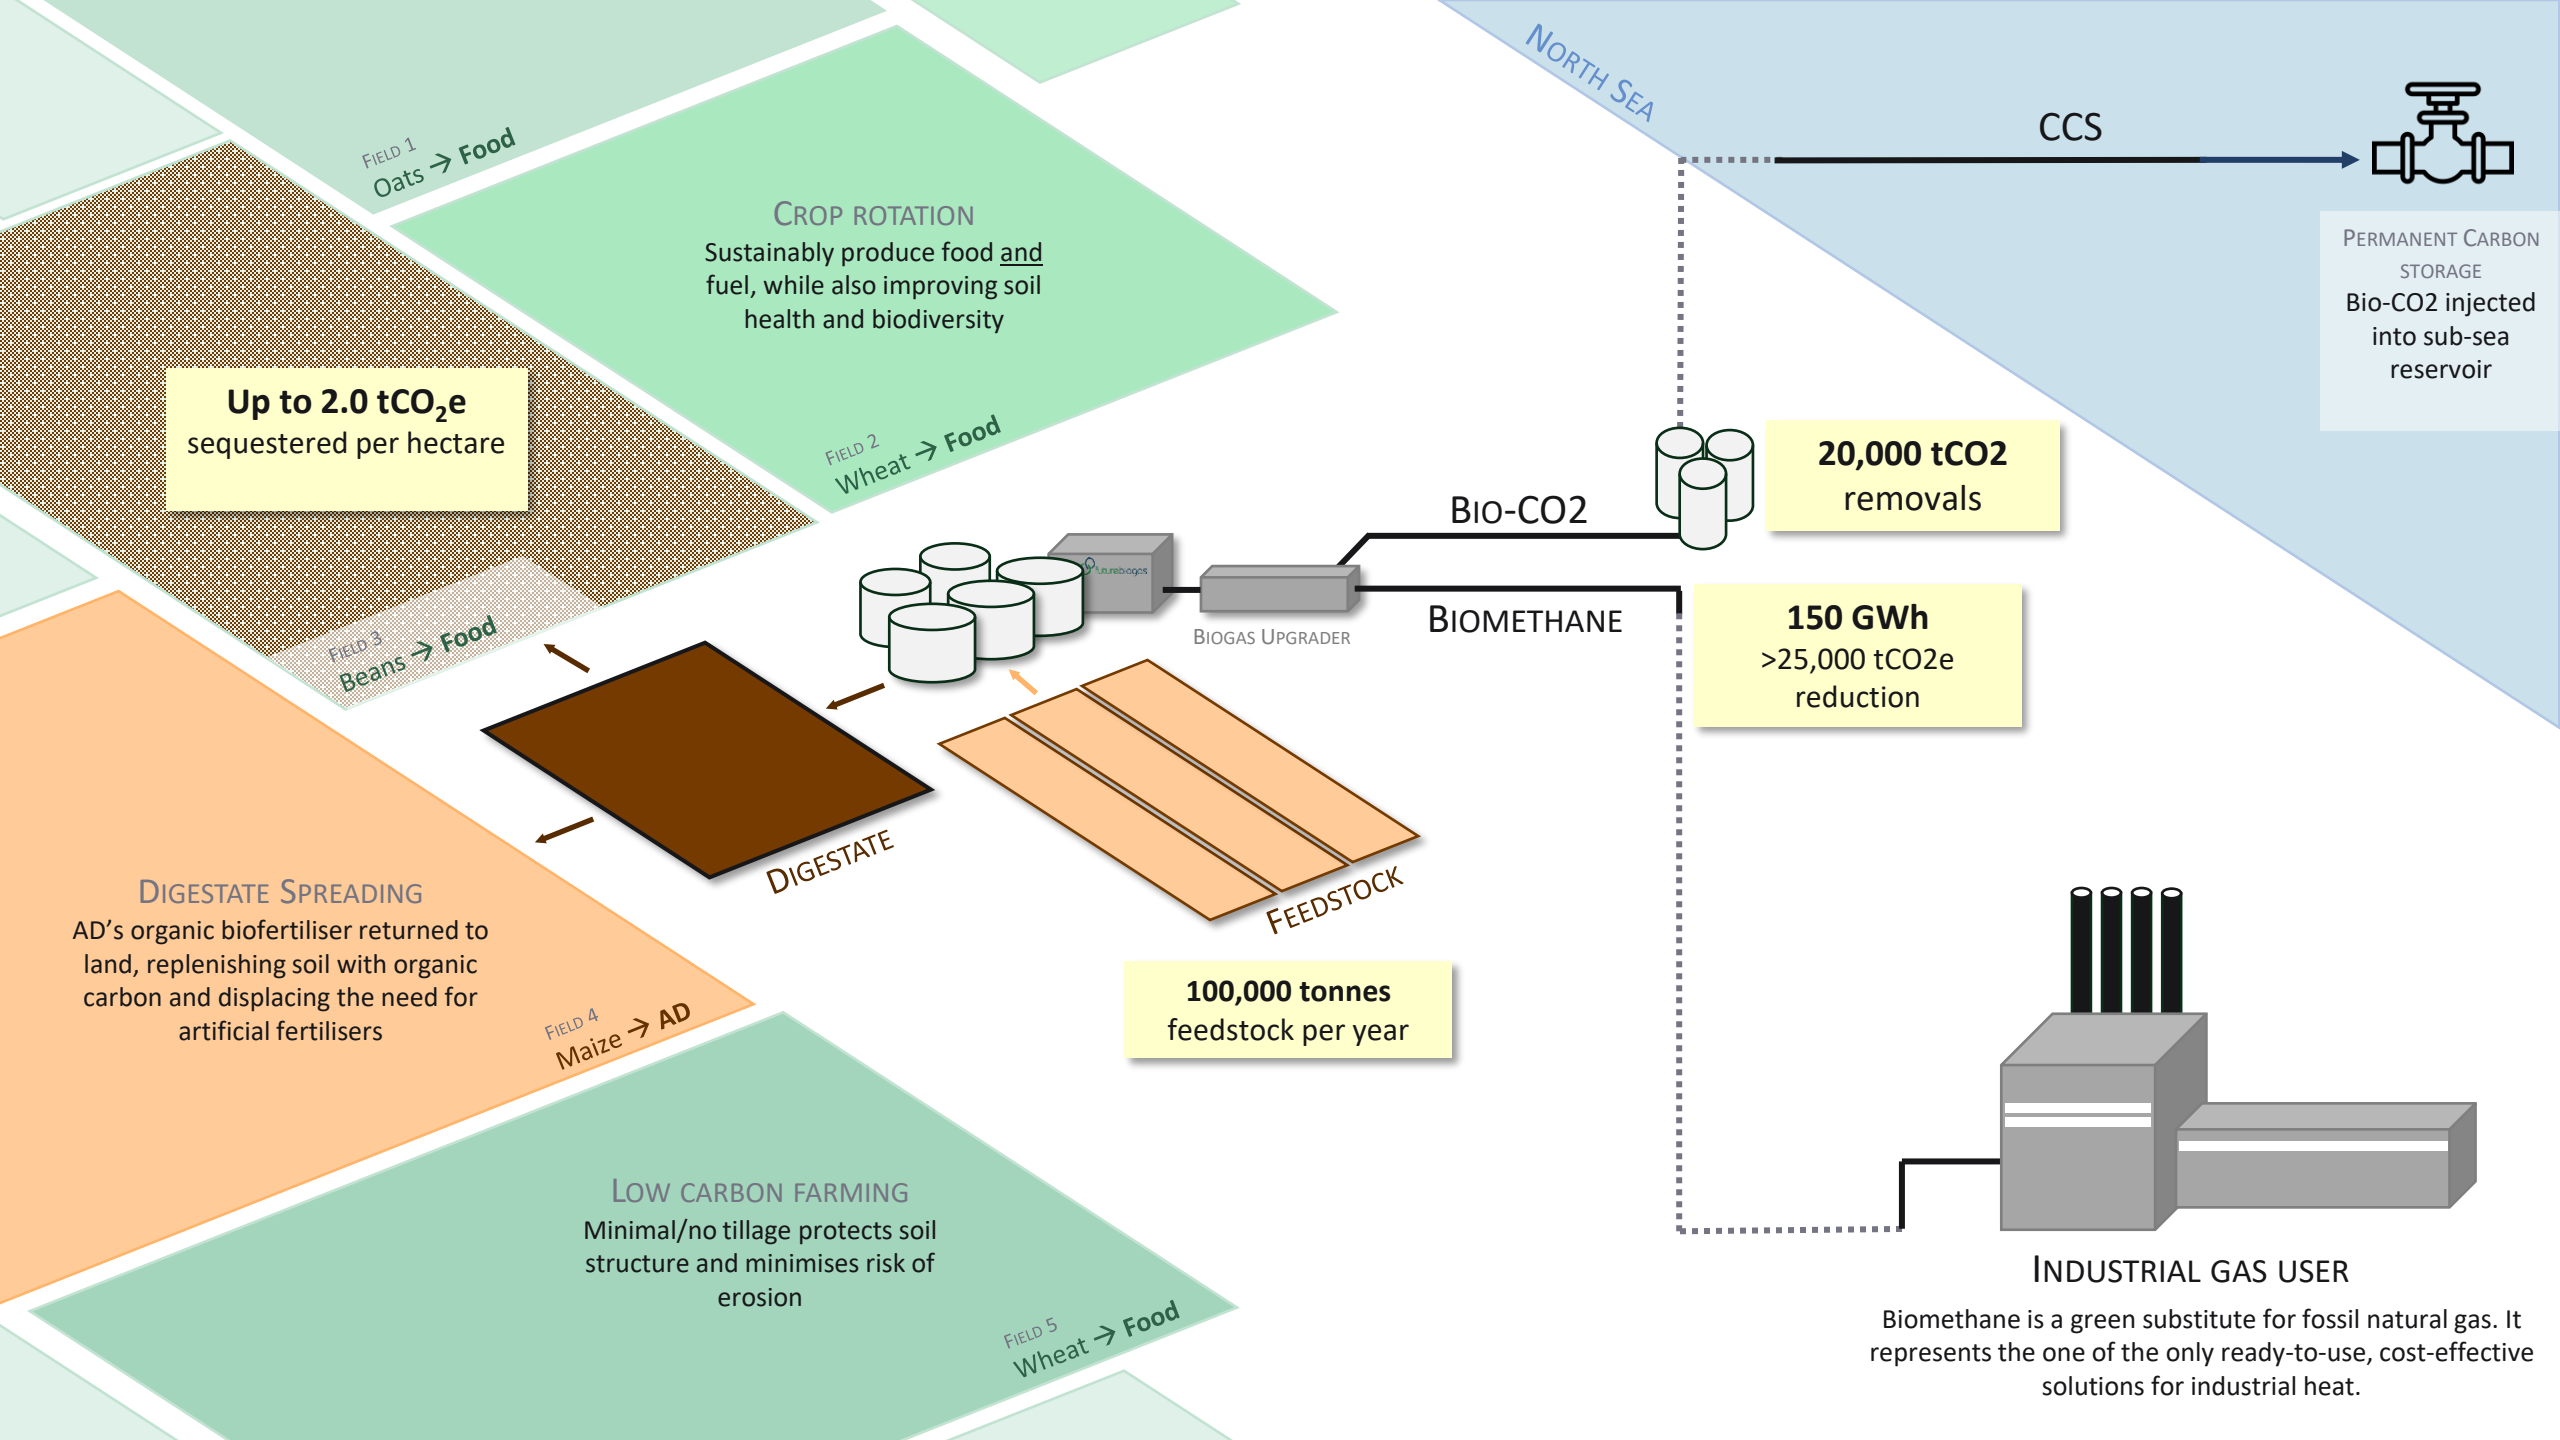 NORTH SEA
CCS
PERMANENT CARBON
STORAGE
Bio-CO2 injected
into sub-sea
reservoir
FIELD 1
Oats → Food
CROP ROTATION
Sustainably produce food and
fuel, while also improving soil
health and biodiversity
FIELD 2
Wheat → Food
Up to 2.0 tCO₂e
sequestered per hectare
FIELD 3
Beans → Food
20,000 tCO2
removals
BIO-CO2
futurebiogas
BIOGAS UPGRADER
BIOMETHANE
150 GWh
>25,000 tCO2e
reduction
DIGESTATE
FEEDSTOCK
100,000 tonnes
feedstock per year
DIGESTATE SPREADING
AD’s organic biofertiliser returned to
land, replenishing soil with organic
carbon and displacing the need for
artificial fertilisers
FIELD 4
Maize → AD
LOW CARBON FARMING
Minimal/no tillage protects soil
structure and minimises risk of
erosion
FIELD 5
Wheat → Food
INDUSTRIAL GAS USER
Biomethane is a green substitute for fossil natural gas. It
represents the one of the only ready-to-use, cost-effective
solutions for industrial heat.